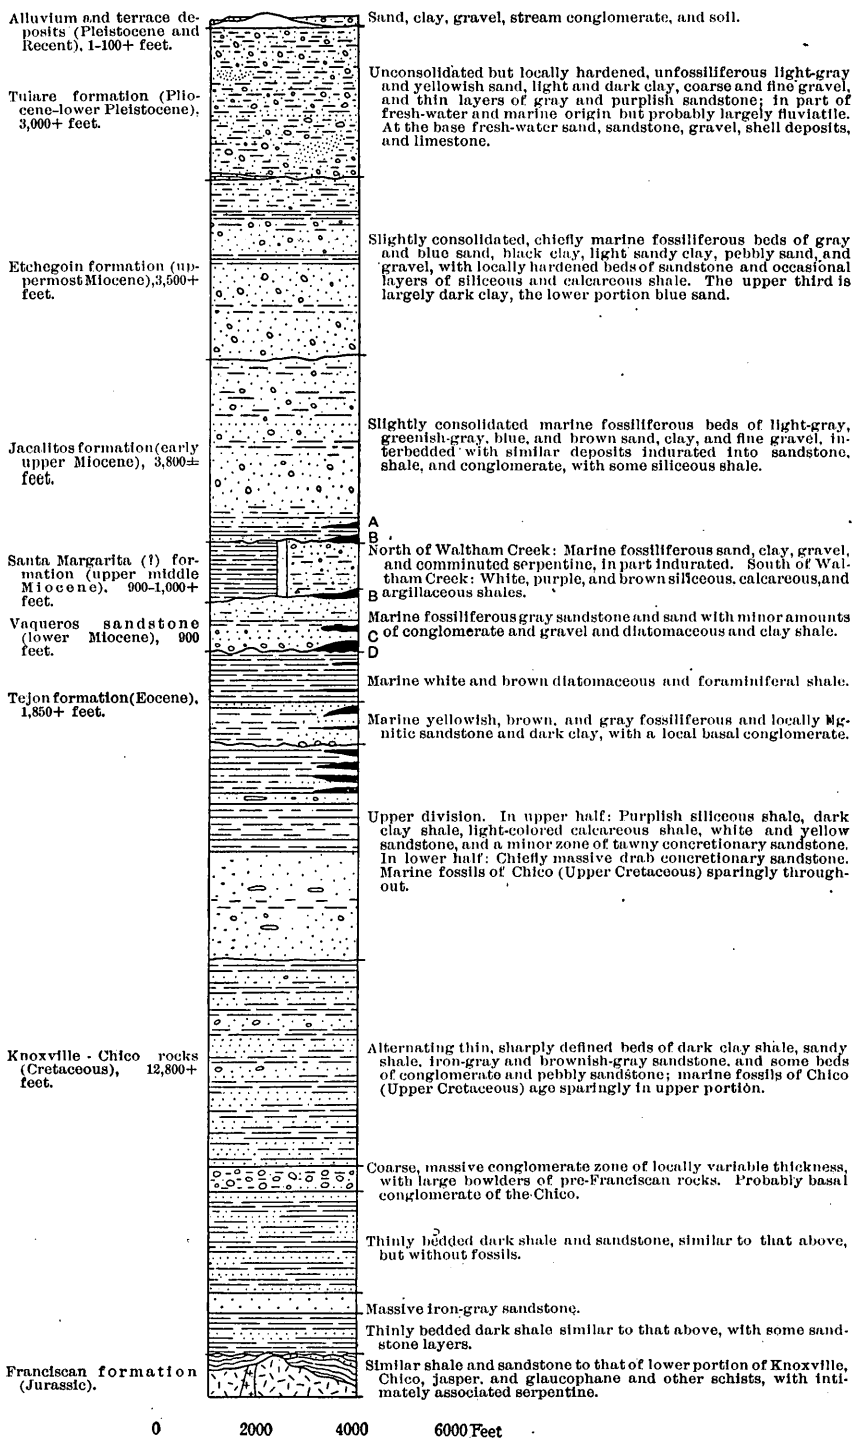 Alluvium and terrace de-
posits (Pleistocene and
Recent), 1-100+ feet.
Sand, clay, gravel, stream conglomerate, and soil.
Tulare formation (Plio-
cene-lower Pleistocene),
3,000+ feet.
Unconsolidated but locally hardened, unfossiliferous light-gray
and yellowish sand, light and dark clay, coarse and fine gravel,
and thin layers of gray and purplish sandstone; in part of
fresh-water and marine origin but probably largely fluviatile.
At the base fresh-water sand, sandstone, gravel, shell deposits,
and limestone.
Etchegoin formation (up-
permost Miocene), 3,500+
feet.
Slightly consolidated, chiefly marine fossiliferous beds of gray
and blue sand, black clay, light sandy clay, pebbly sand, and
gravel, with locally hardened beds of sandstone and occasional
layers of siliceous and calcareous shale. The upper third is
largely dark clay, the lower portion blue sand.
Jacalitos formation (early
upper Miocene), 3,800±
feet.
Slightly consolidated marine fossiliferous beds of light-gray,
greenish-gray, blue, and brown sand, clay, and fine gravel, in-
terbedded with similar deposits indurated into sandstone,
shale, and conglomerate, with some siliceous shale.
A
B
Santa Margarita (?) for-
mation (upper middle
Miocene), 900-1,000+
feet.
North of Waltham Creek: Marine fossiliferous sand, clay, gravel,
and comminuted serpentine, in part indurated. South of Wal-
tham Creek: White, purple, and brown siliceous, calcareous, and
B argillaceous shales.
Vaqueros sandstone
(lower Miocene), 900
feet.
Marine fossiliferous gray sandstone and sand with minor amounts
C of conglomerate and gravel and diatomaceous and clay shale.
D
Tejon formation (Eocene),
1,850+ feet.
Marine white and brown diatomaceous and foraminiferal shale.
Marine yellowish, brown, and gray fossiliferous and locally lig-
nitic sandstone and dark clay, with a local basal conglomerate.
Upper division. In upper half: Purplish siliceous shale, dark
clay shale, light-colored calcareous shale, white and yellow
sandstone, and a minor zone of tawny concretionary sandstone.
In lower half: Chiefly massive drab concretionary sandstone.
Marine fossils of Chico (Upper Cretaceous) sparingly through-
out.
Knoxville - Chico rocks
(Cretaceous), 12,800+
feet.
Alternating thin, sharply defined beds of dark clay shale, sandy
shale, iron-gray and brownish-gray sandstone, and some beds
of conglomerate and pebbly sandstone; marine fossils of Chico
(Upper Cretaceous) age sparingly in upper portion.
Coarse, massive conglomerate zone of locally variable thickness,
with large bowlders of pre-Franciscan rocks. Probably basal
conglomerate of the Chico.
Thinly bedded dark shale and sandstone, similar to that above,
but without fossils.
Massive iron-gray sandstone.
Thinly bedded dark shale similar to that above, with some sand-
stone layers.
Franciscan formation
(Jurassic).
Similar shale and sandstone to that of lower portion of Knoxville,
Chico, jasper, and glaucophane and other schists, with inti-
mately associated serpentine.
0 2000 4000 6000 Feet